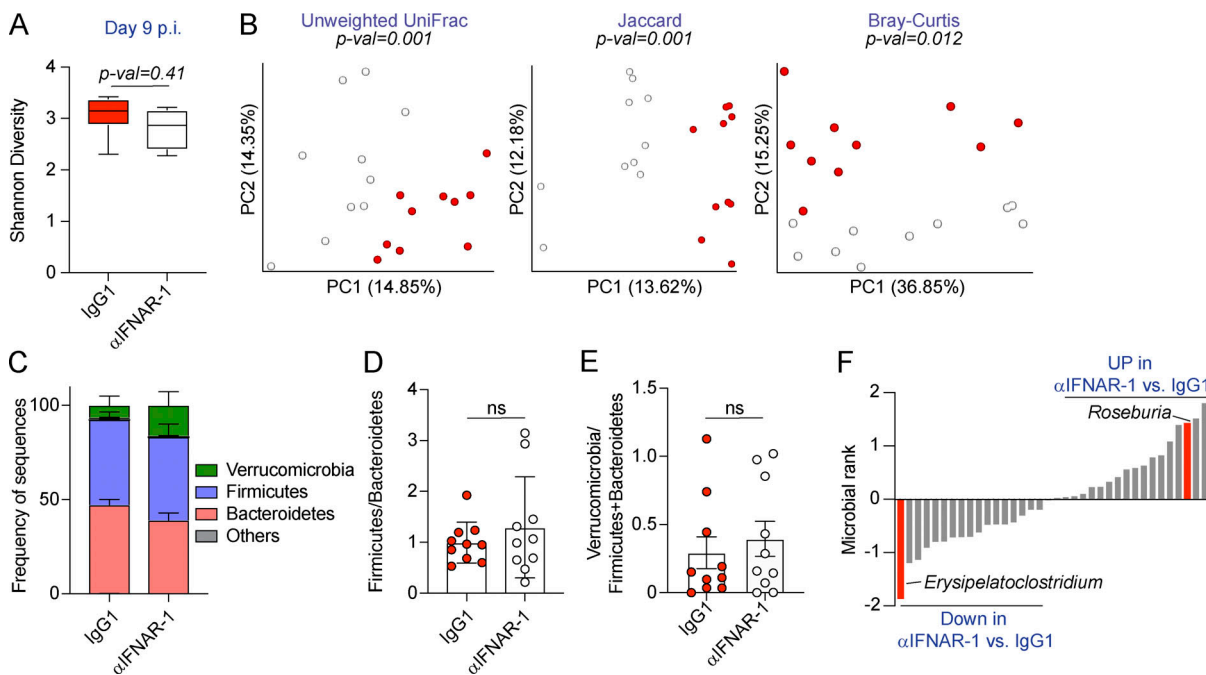 A
Day 9 p.i.
p-val=0.41
Shannon Diversity
4
3
2
1
0
IgG1
αIFNAR-1
B
Unweighted UniFrac
p-val=0.001
PC2 (14.35%)
PC1 (14.85%)
Jaccard
p-val=0.001
PC2 (12.18%)
PC1 (13.62%)
Bray-Curtis
p-val=0.012
PC2 (15.25%)
PC1 (36.85%)
C
Frequency of sequences
100
50
0
IgG1
αIFNAR-1
Verrucomicrobia
Firmicutes
Bacteroidetes
Others
D
Firmicutes/Bacteroidetes
4
3
2
1
0
ns
IgG1
αIFNAR-1
E
Verrucomicrobia/
Firmicutes+Bacteroidetes
1.5
1.0
0.5
0.0
ns
IgG1
αIFNAR-1
F
UP in
αIFNAR-1 vs. IgG1
Roseburia
Microbial rank
2
1
0
-1
-2
Erysipelatoclostridium
Down in
αIFNAR-1 vs. IgG1